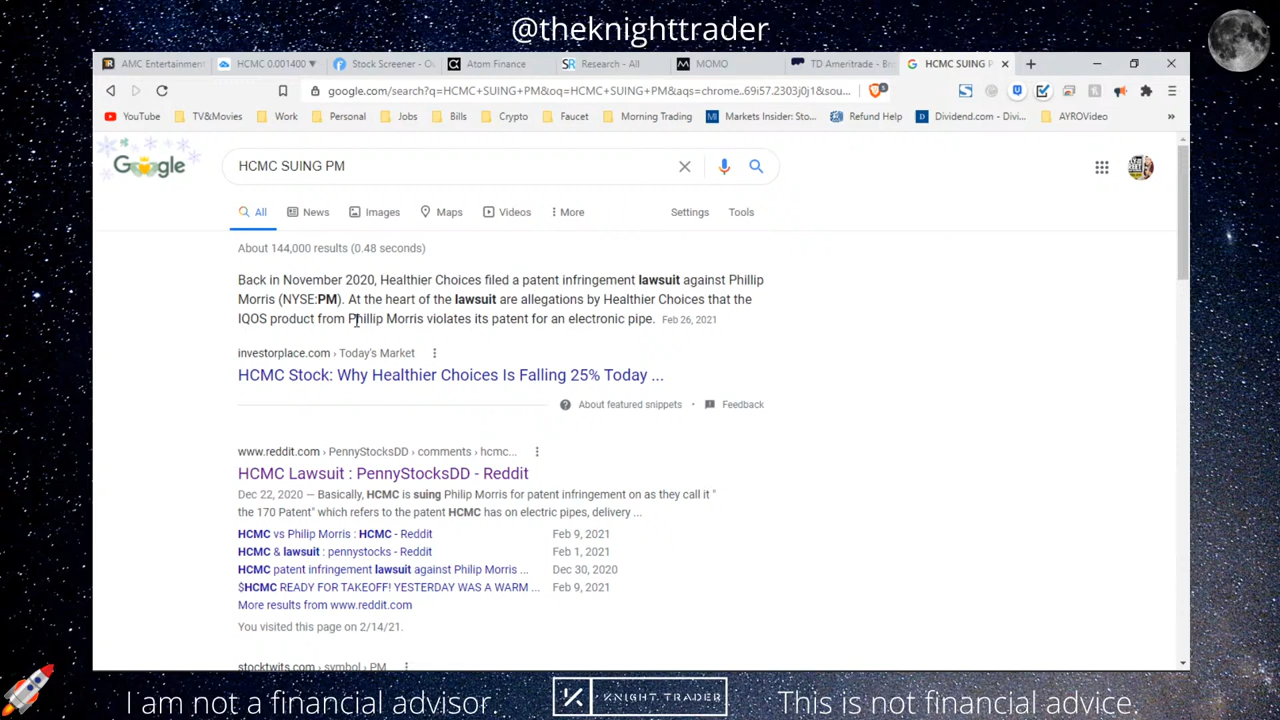 @theknighttrader
AMC Entertainment
HCMC 0.001400 ▼
Stock Screener - Ov
Atom Finance
Research - All
MOMO
TD Ameritrade - Bro
HCMC SUING P
google.com/search?q=HCMC+SUING+PM&oq=HCMC+SUING+PM&aqs=chrome..69i57.2303j0j1&sou...
YouTube
TV&Movies
Work
Personal
Jobs
Bills
Crypto
Faucet
Morning Trading
Markets Insider: Sto...
Refund Help
Dividend.com - Divi...
AYROVideo
»
HCMC SUING PM
All
News
Images
Maps
Videos
More
Settings
Tools
About 144,000 results (0.48 seconds)
Back in November 2020, Healthier Choices filed a patent infringement lawsuit against Phillip
Morris (NYSE:PM). At the heart of the lawsuit are allegations by Healthier Choices that the
IQOS product from Phillip Morris violates its patent for an electronic pipe. Feb 26, 2021
investorplace.com › Today's Market
HCMC Stock: Why Healthier Choices Is Falling 25% Today ...
About featured snippets • Feedback
www.reddit.com › PennyStocksDD › comments › hcmc...
HCMC Lawsuit : PennyStocksDD - Reddit
Dec 22, 2020 — Basically, HCMC is suing Philip Morris for patent infringement on as they call it "
the 170 Patent" which refers to the patent HCMC has on electric pipes, delivery ...
HCMC vs Philip Morris : HCMC - Reddit Feb 9, 2021
HCMC & lawsuit : pennystocks - Reddit Feb 1, 2021
HCMC patent infringement lawsuit against Philip Morris ... Dec 30, 2020
$HCMC READY FOR TAKEOFF! YESTERDAY WAS A WARM ... Feb 9, 2021
More results from www.reddit.com
You visited this page on 2/14/21.
stocktwits.com › symbol › PM
I am not a financial advisor.
KNIGHT TRADER
This is not financial advice.